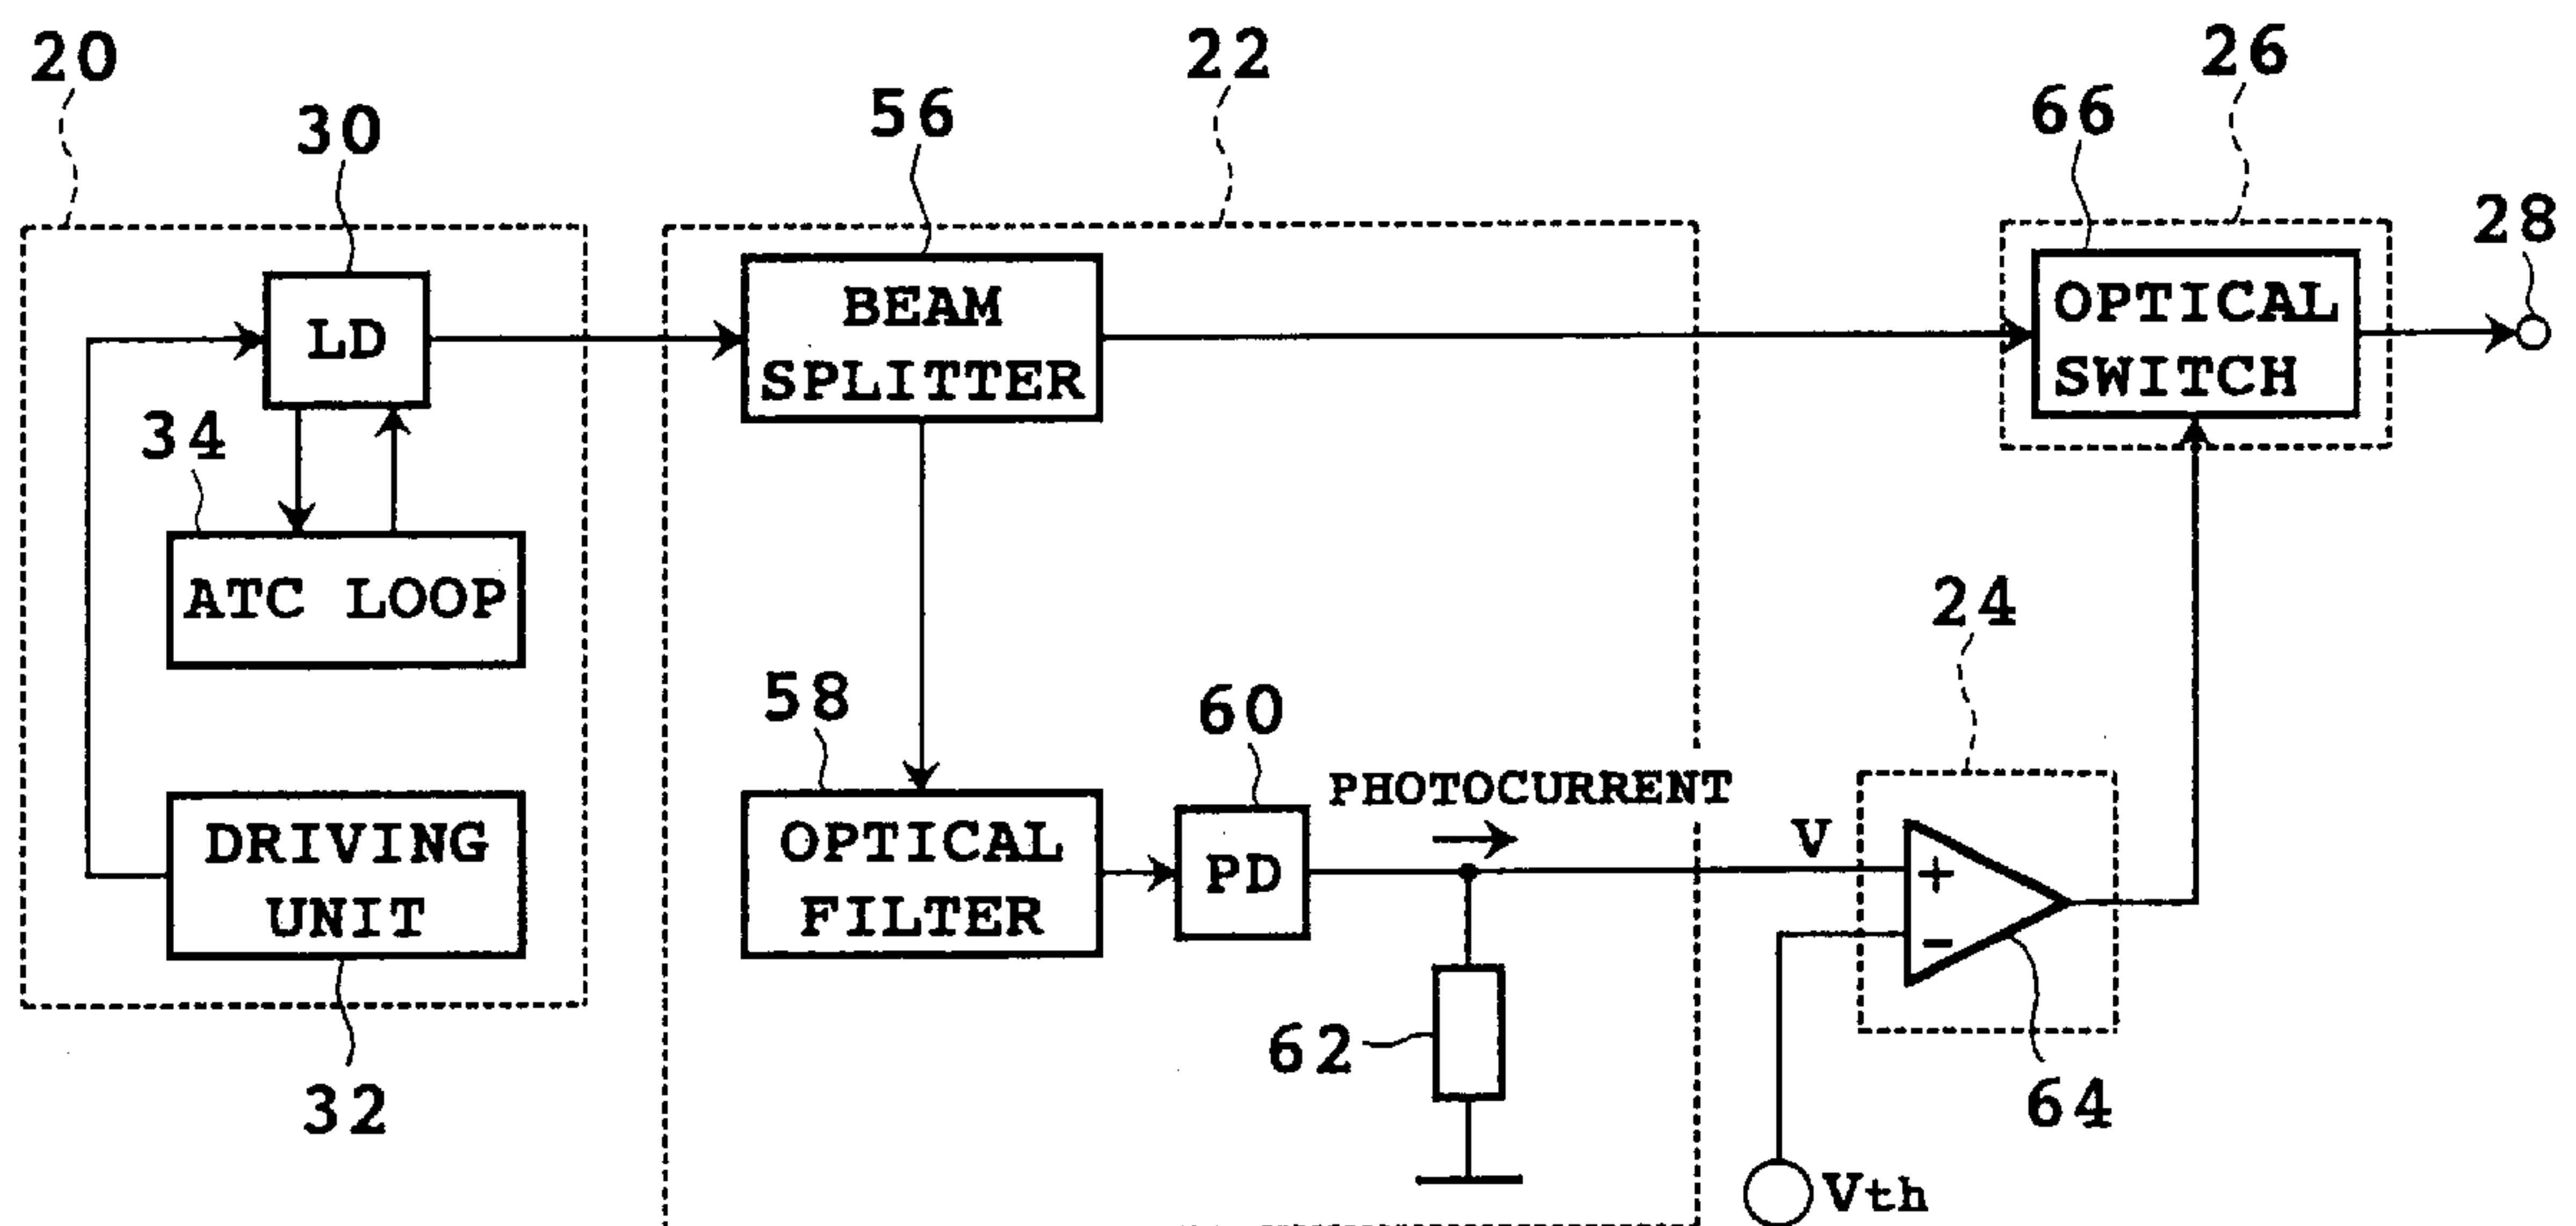 20
22
26
30
56
66
28
LD
BEAM
SPLITTER
OPTICAL
SWITCH
34
ATC LOOP
24
58
60
PHOTOCURRENT
DRIVING
UNIT
OPTICAL
FILTER
PD
V
+
-
62
32
64
Vth